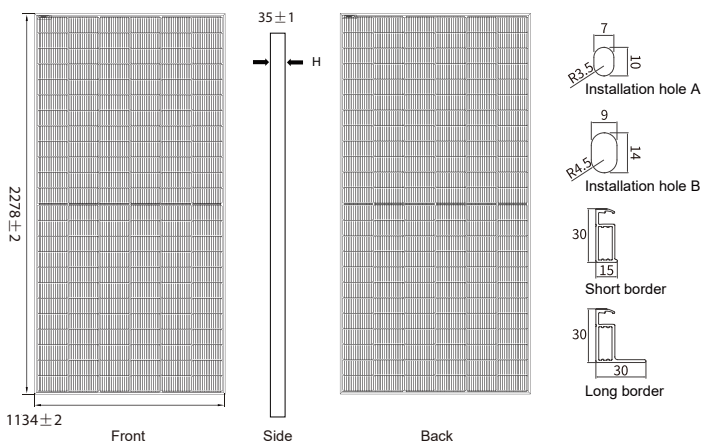 35±1
H
2278±2
1134±2
Front
Side
Back
7
10
R3.5
Installation hole A
9
14
R4.5
Installation hole B
30
15
Short border
30
30
Long border